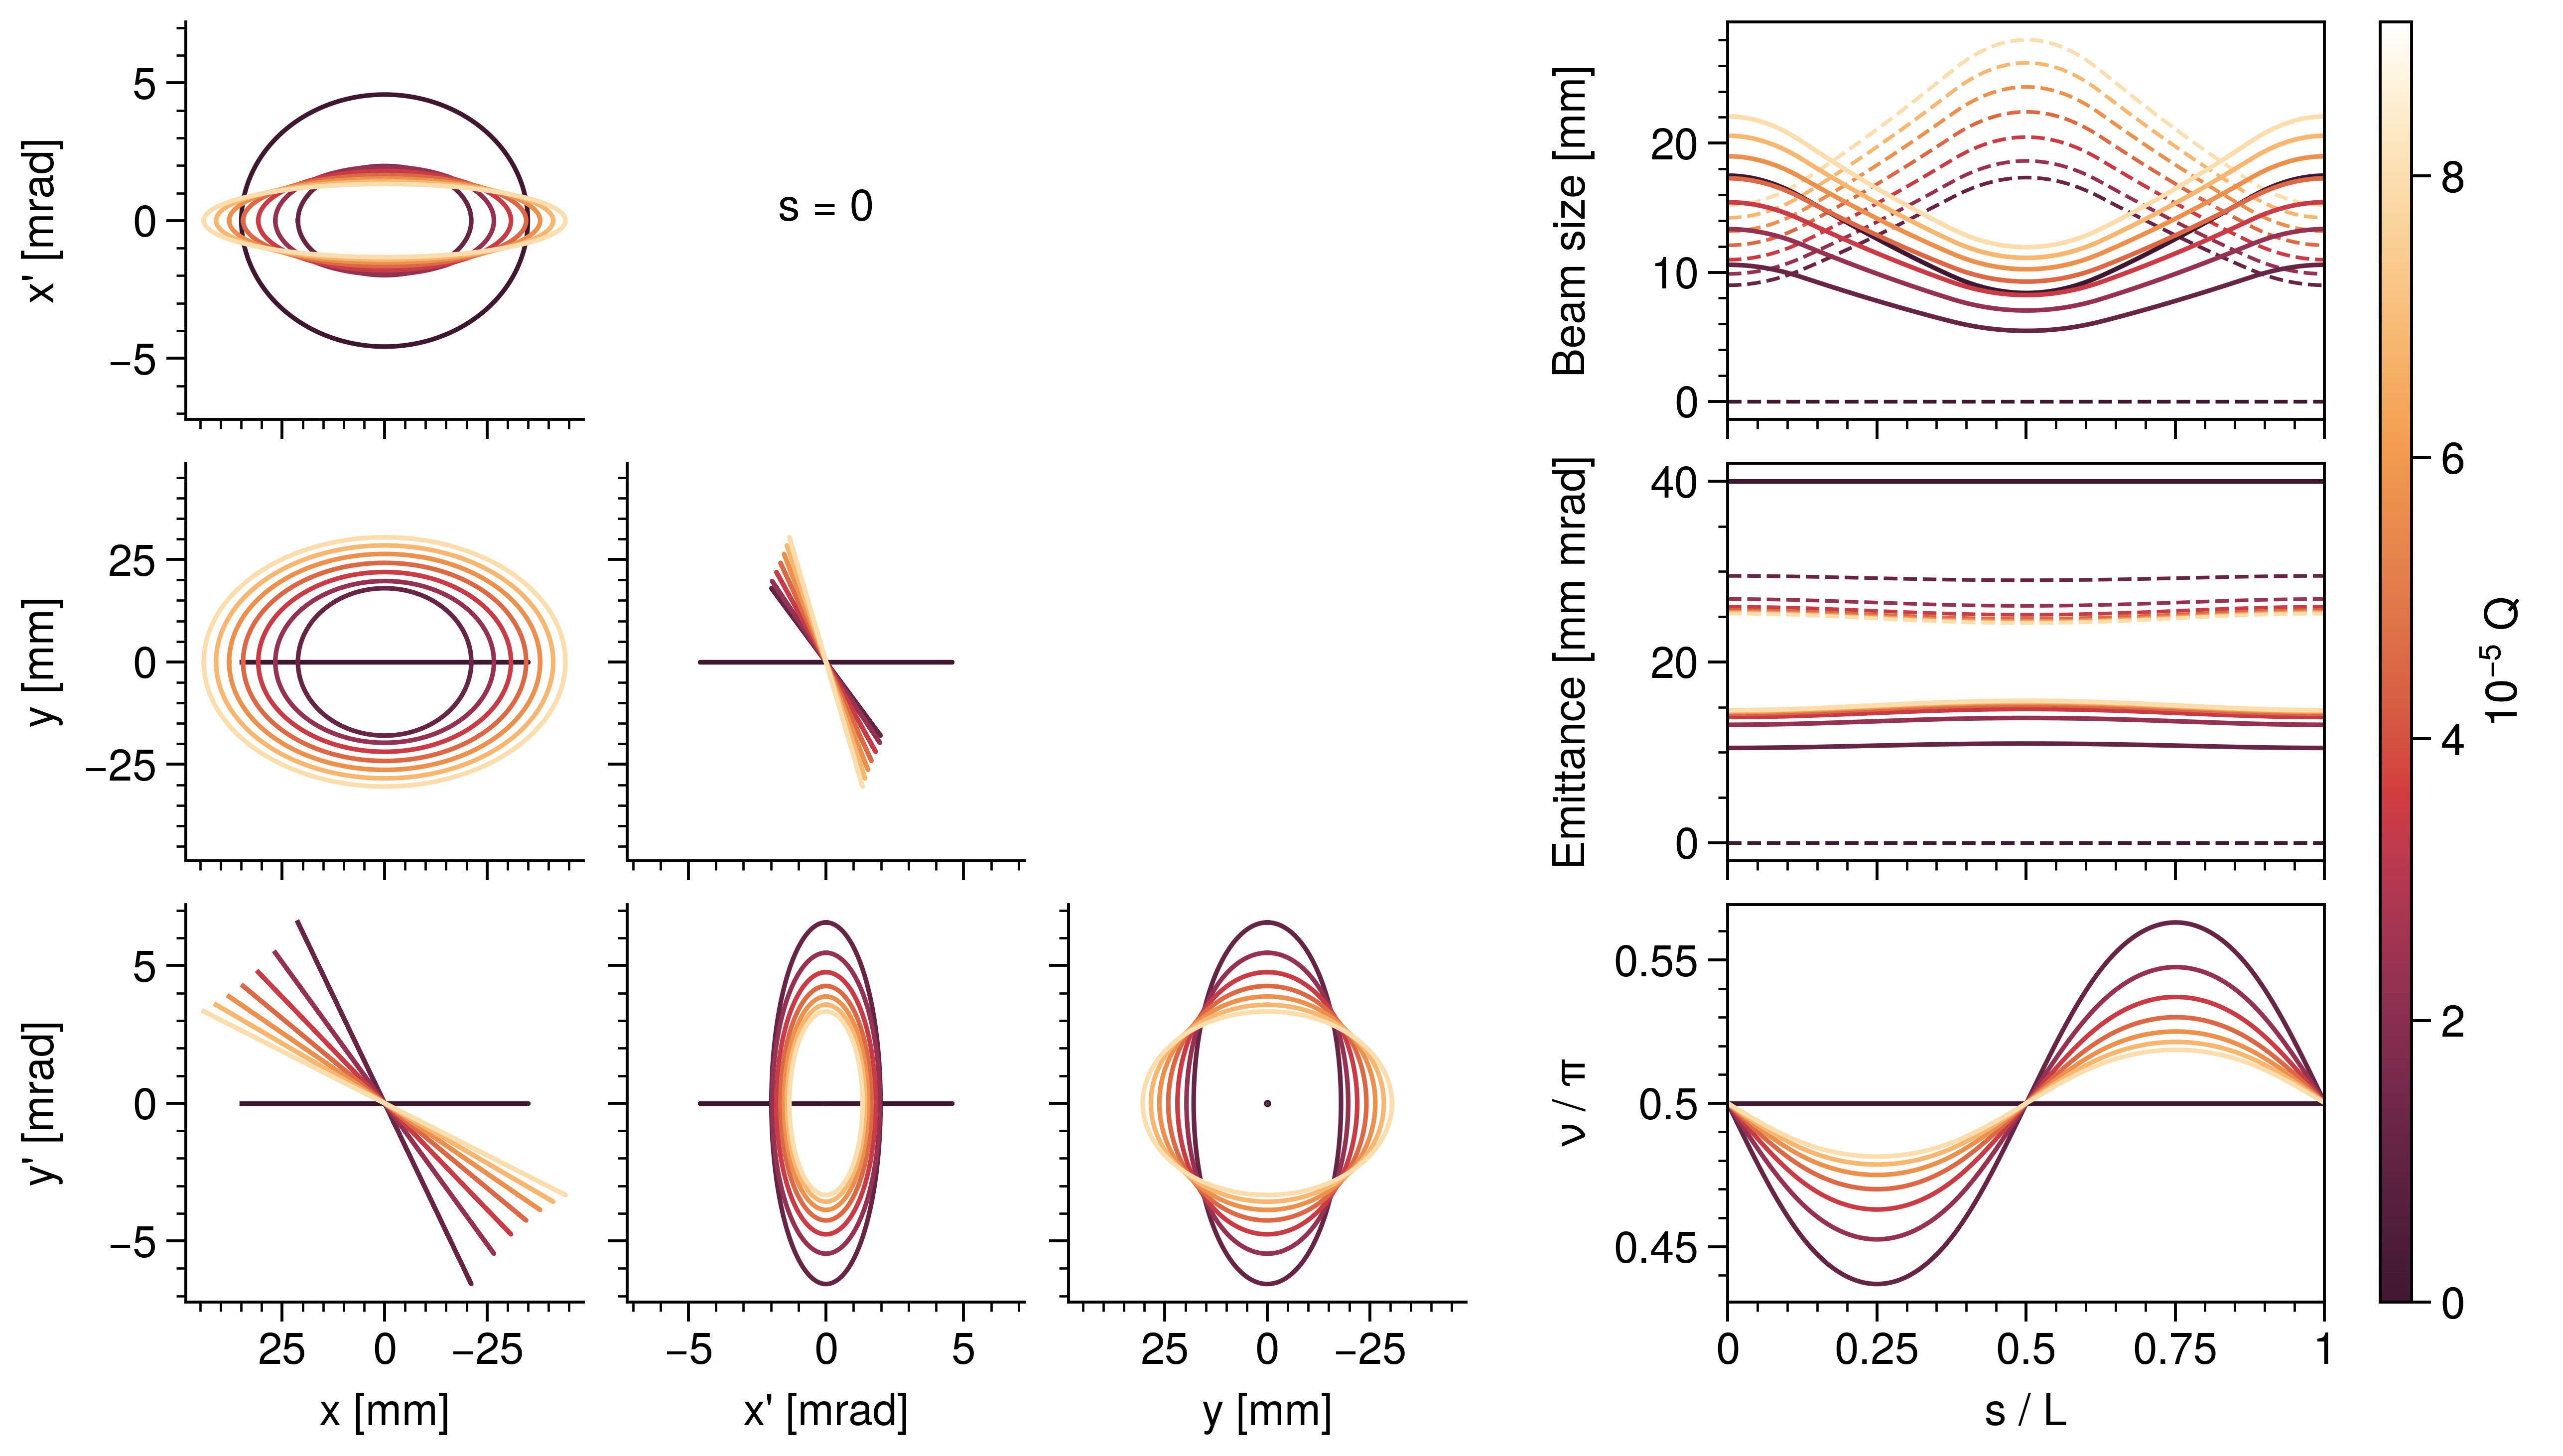 5
0
−5
x' [mrad]
s = 0
25
0
−25
y [mm]
5
0
−5
y' [mrad]
25 0 −25
x [mm]
−5 0 5
x' [mrad]
25 0 −25
y [mm]
20
10
0
Beam size [mm]
40
20
0
Emittance [mm mrad]
0.55
0.5
0.45
ν / π
0 0.25 0.5 0.75 1
s / L
8
6
4
2
0
10⁻⁵ Q